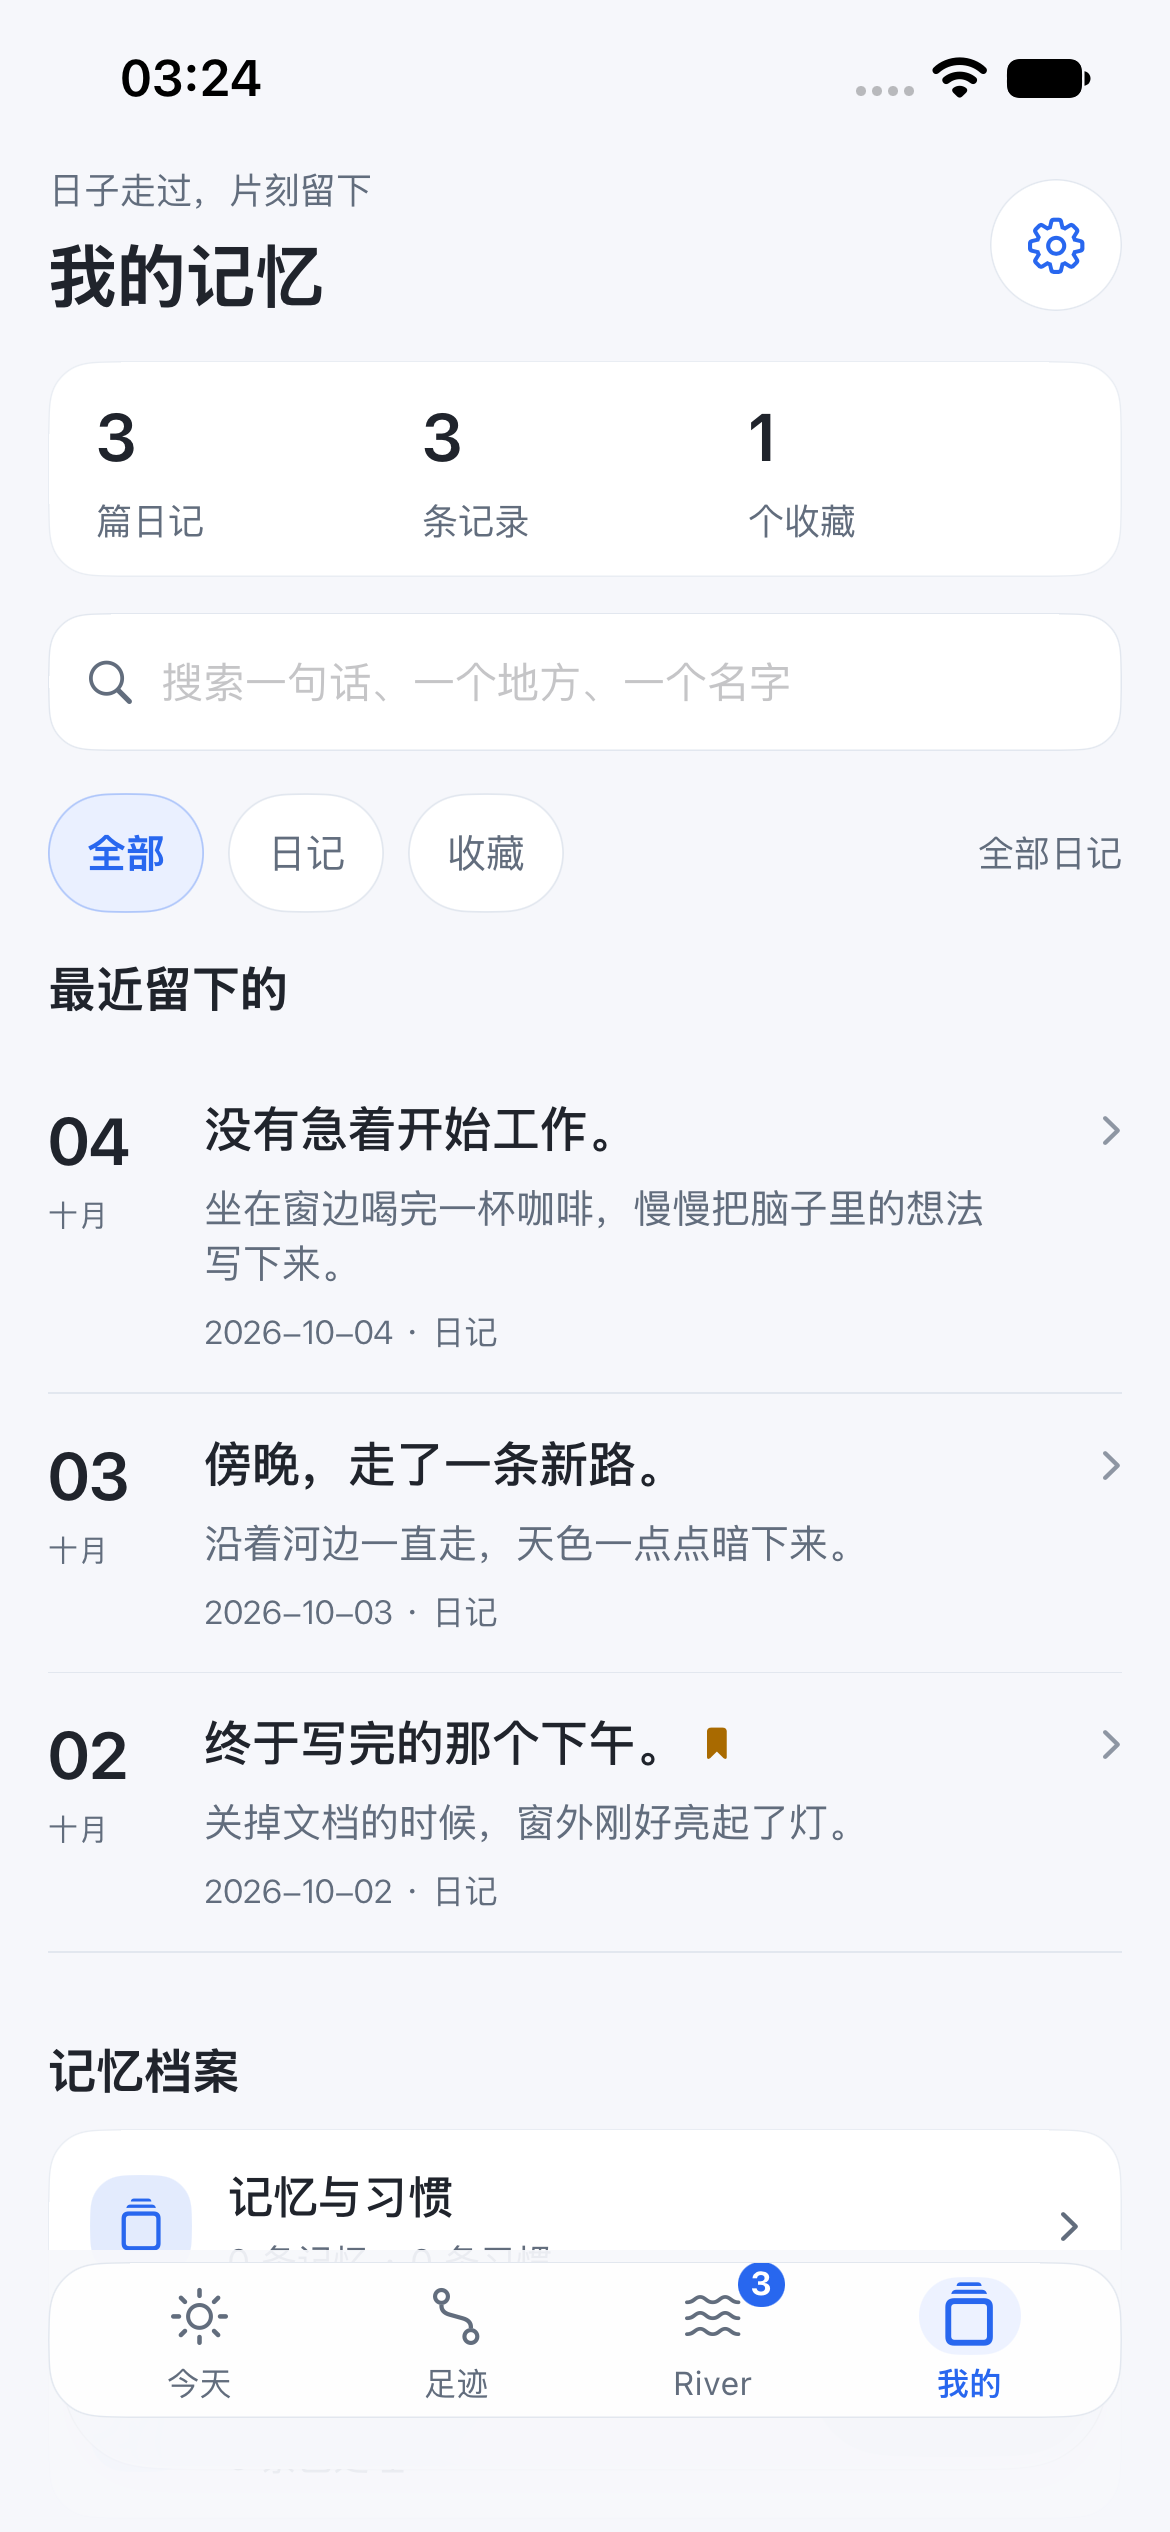 03:24
日子走过，片刻留下
我的记忆
3
3
1
篇日记
条记录
个收藏
搜索一句话、一个地方、一个名字
全部
日记
收藏
全部日记
最近留下的
04
十月
没有急着开始工作。
坐在窗边喝完一杯咖啡，慢慢把脑子里的想法
写下来。
2026-10-04 · 日记
03
十月
傍晚，走了一条新路。
沿着河边一直走，天色一点点暗下来。
2026-10-03 · 日记
02
十月
终于写完的那个下午。
关掉文档的时候，窗外刚好亮起了灯。
2026-10-02 · 日记
记忆档案
记忆与习惯
0 条记忆 · 0 条习惯
3
今天
足迹
River
我的